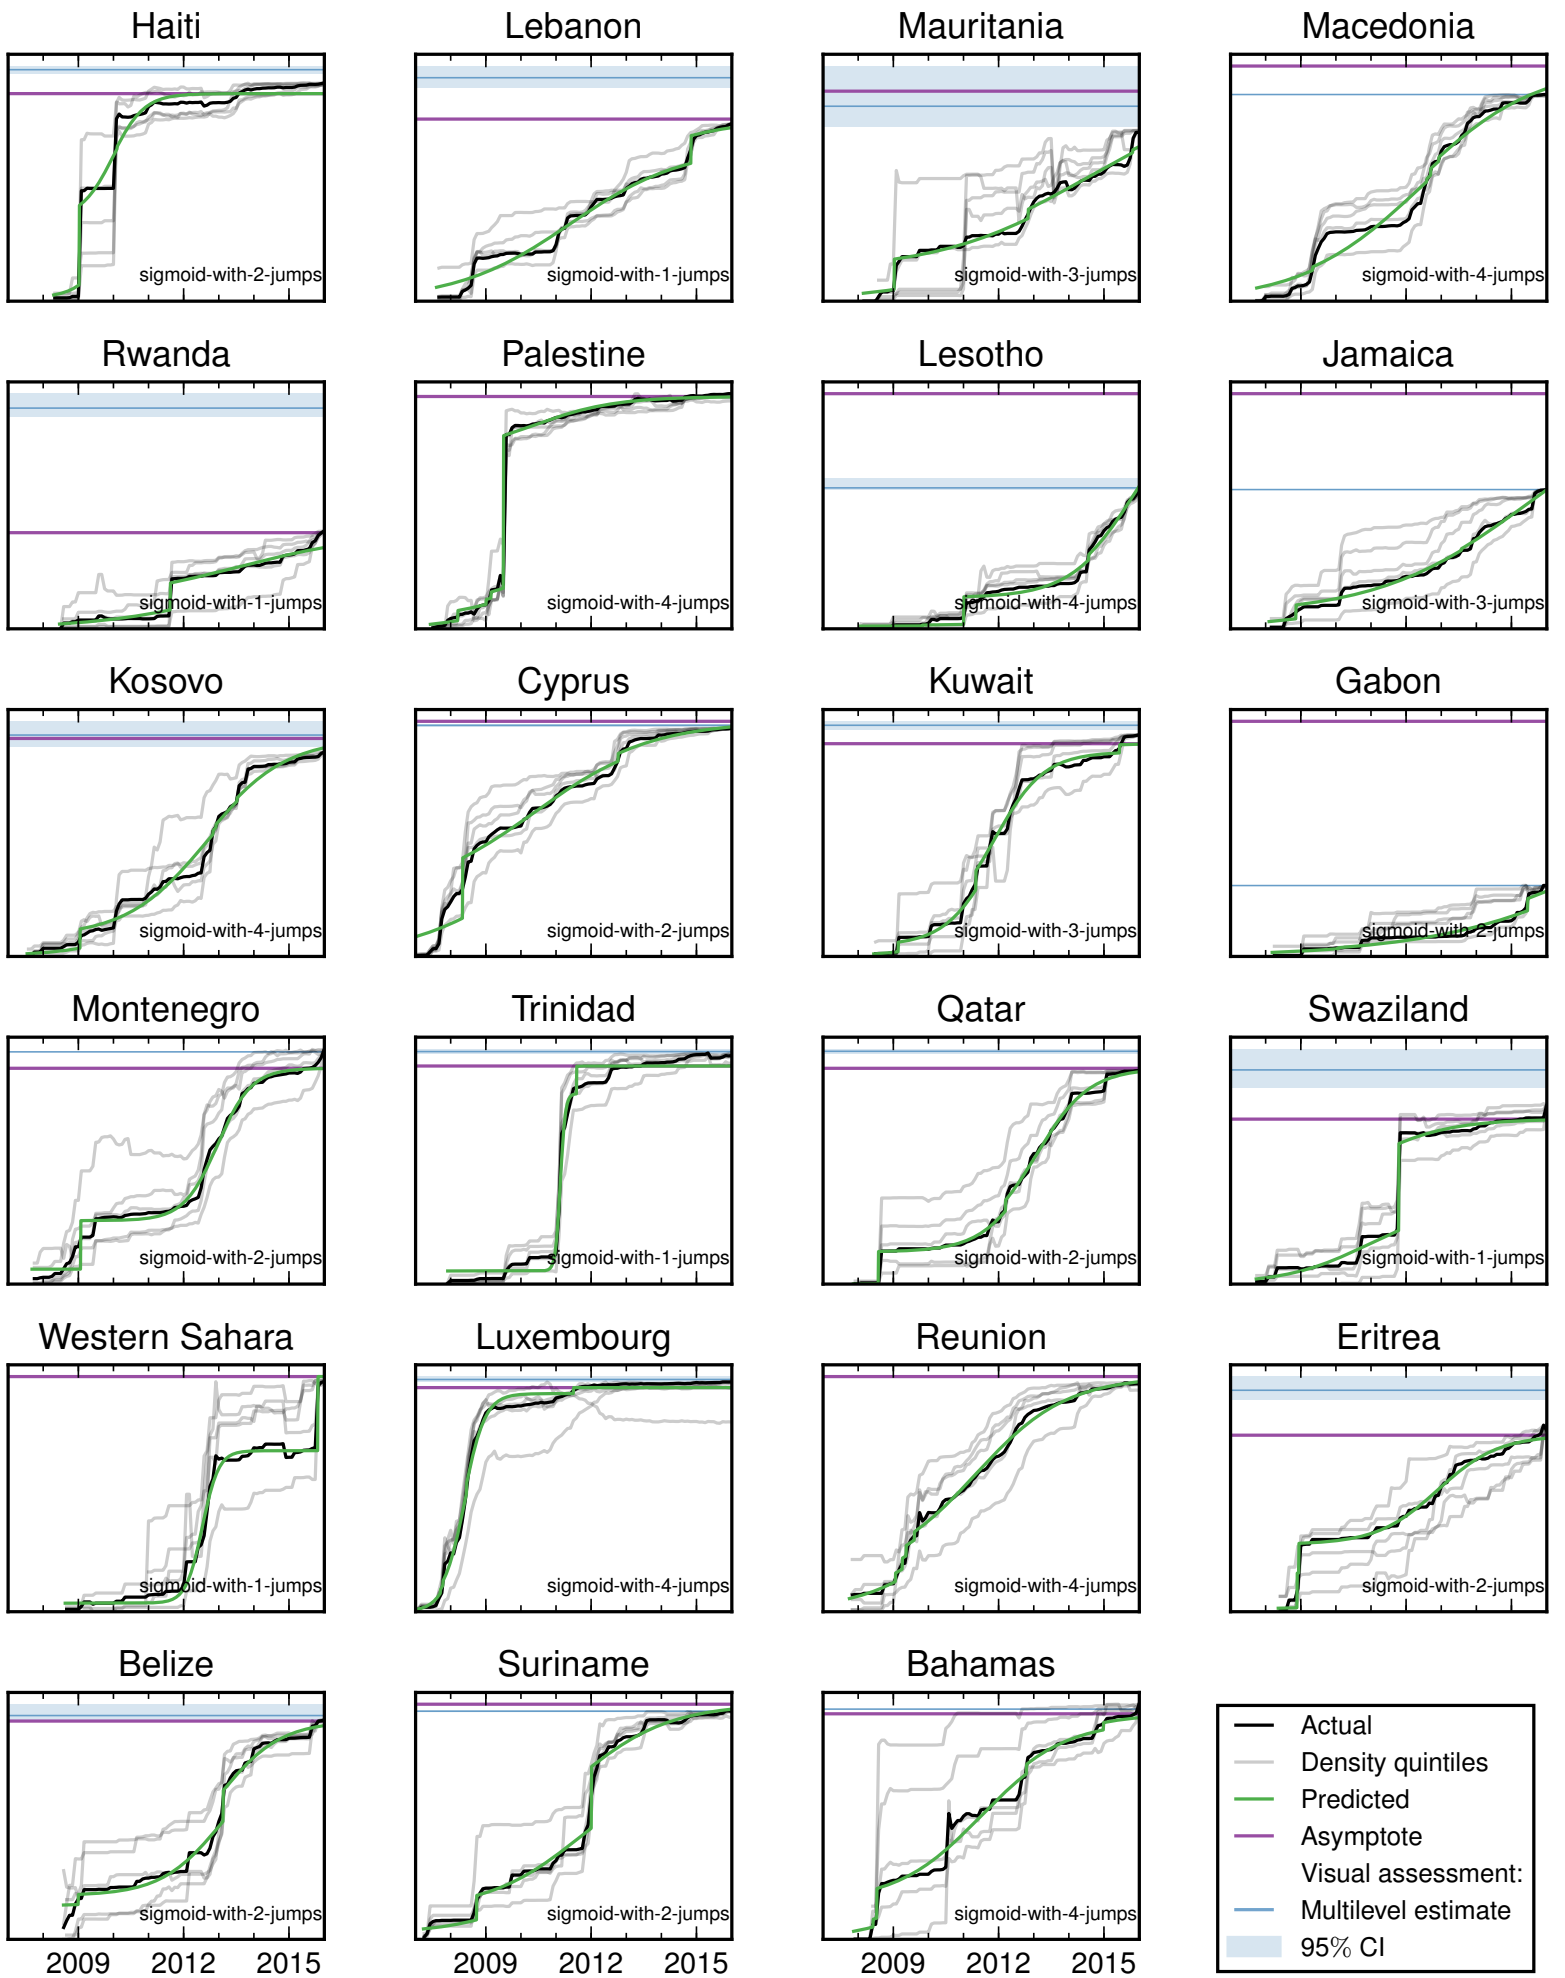 Haiti
Lebanon
Mauritania
Macedonia
sigmoid-with-2-jumps
sigmoid-with-1-jumps
sigmoid-with-3-jumps
sigmoid-with-4-jumps
Rwanda
Palestine
Lesotho
Jamaica
sigmoid-with-1-jumps
sigmoid-with-4-jumps
sigmoid-with-4-jumps
sigmoid-with-3-jumps
Kosovo
Cyprus
Kuwait
Gabon
sigmoid-with-4-jumps
sigmoid-with-2-jumps
sigmoid-with-3-jumps
sigmoid-with-2-jumps
Montenegro
Trinidad
Qatar
Swaziland
sigmoid-with-2-jumps
sigmoid-with-1-jumps
sigmoid-with-2-jumps
sigmoid-with-1-jumps
Western Sahara
Luxembourg
Reunion
Eritrea
sigmoid-with-1-jumps
sigmoid-with-4-jumps
sigmoid-with-4-jumps
sigmoid-with-2-jumps
Belize
Suriname
Bahamas
sigmoid-with-2-jumps
sigmoid-with-2-jumps
sigmoid-with-4-jumps
2009 2012 2015
2009 2012 2015
2009 2012 2015
Actual
Density quintiles
Predicted
Asymptote
Visual assessment:
Multilevel estimate
95% CI